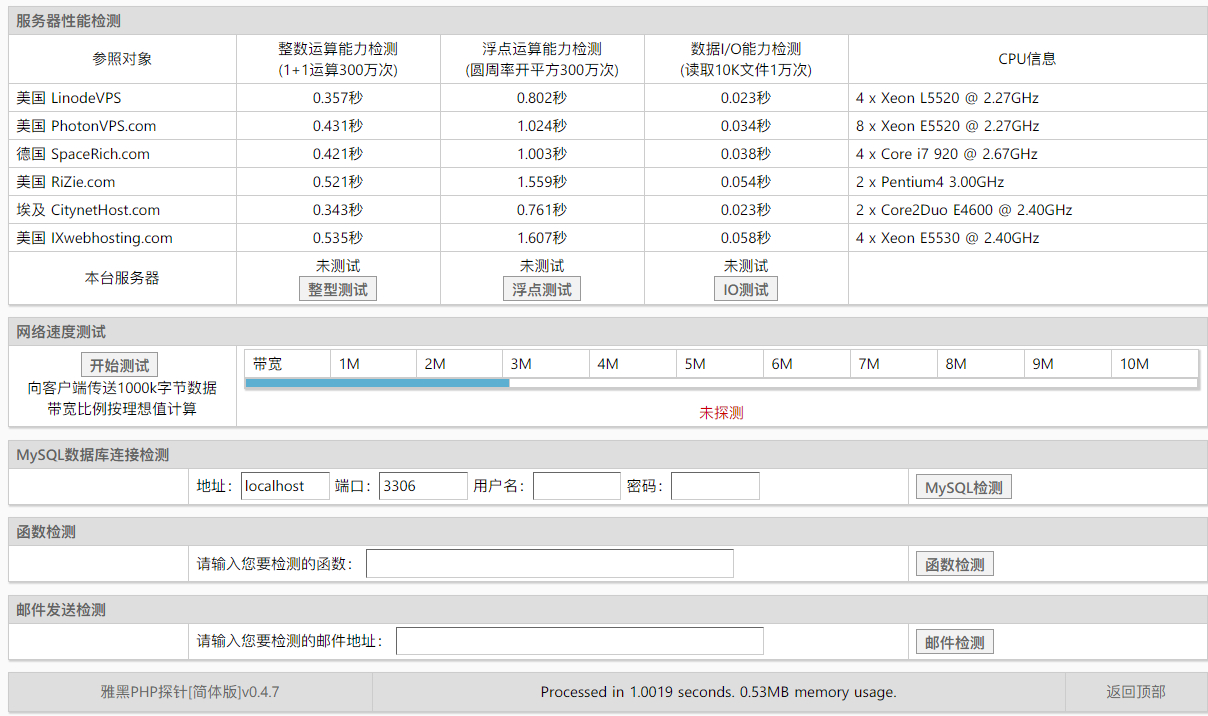 服务器性能检测
参照对象 整数运算能力检测 浮点运算能力检测 数据I/O能力检测 CPU信息
(1+1运算300万次) (圆周率开平方300万次) (读取10K文件1万次)
美国 LinodeVPS 0.357秒 0.802秒 0.023秒 4 x Xeon L5520 @ 2.27GHz
美国 PhotonVPS.com 0.431秒 1.024秒 0.034秒 8 x Xeon E5520 @ 2.27GHz
德国 SpaceRich.com 0.421秒 1.003秒 0.038秒 4 x Core i7 920 @ 2.67GHz
美国 RiZie.com 0.521秒 1.559秒 0.054秒 2 x Pentium4 3.00GHz
埃及 CitynetHost.com 0.343秒 0.761秒 0.023秒 2 x Core2Duo E4600 @ 2.40GHz
美国 IXwebhosting.com 0.535秒 1.607秒 0.058秒 4 x Xeon E5530 @ 2.40GHz
本台服务器 未测试 未测试 未测试
整型测试 浮点测试 IO测试
网络速度测试
开始测试 带宽 1M 2M 3M 4M 5M 6M 7M 8M 9M 10M
向客户端传送1000k字节数据
带宽比例按理想值计算 未探测
MySQL数据库连接检测
地址： localhost 端口： 3306 用户名： 密码： MySQL检测
函数检测
请输入您要检测的函数： 函数检测
邮件发送检测
请输入您要检测的邮件地址： 邮件检测
雅黑PHP探针[简体版]v0.4.7 Processed in 1.0019 seconds. 0.53MB memory usage. 返回顶部